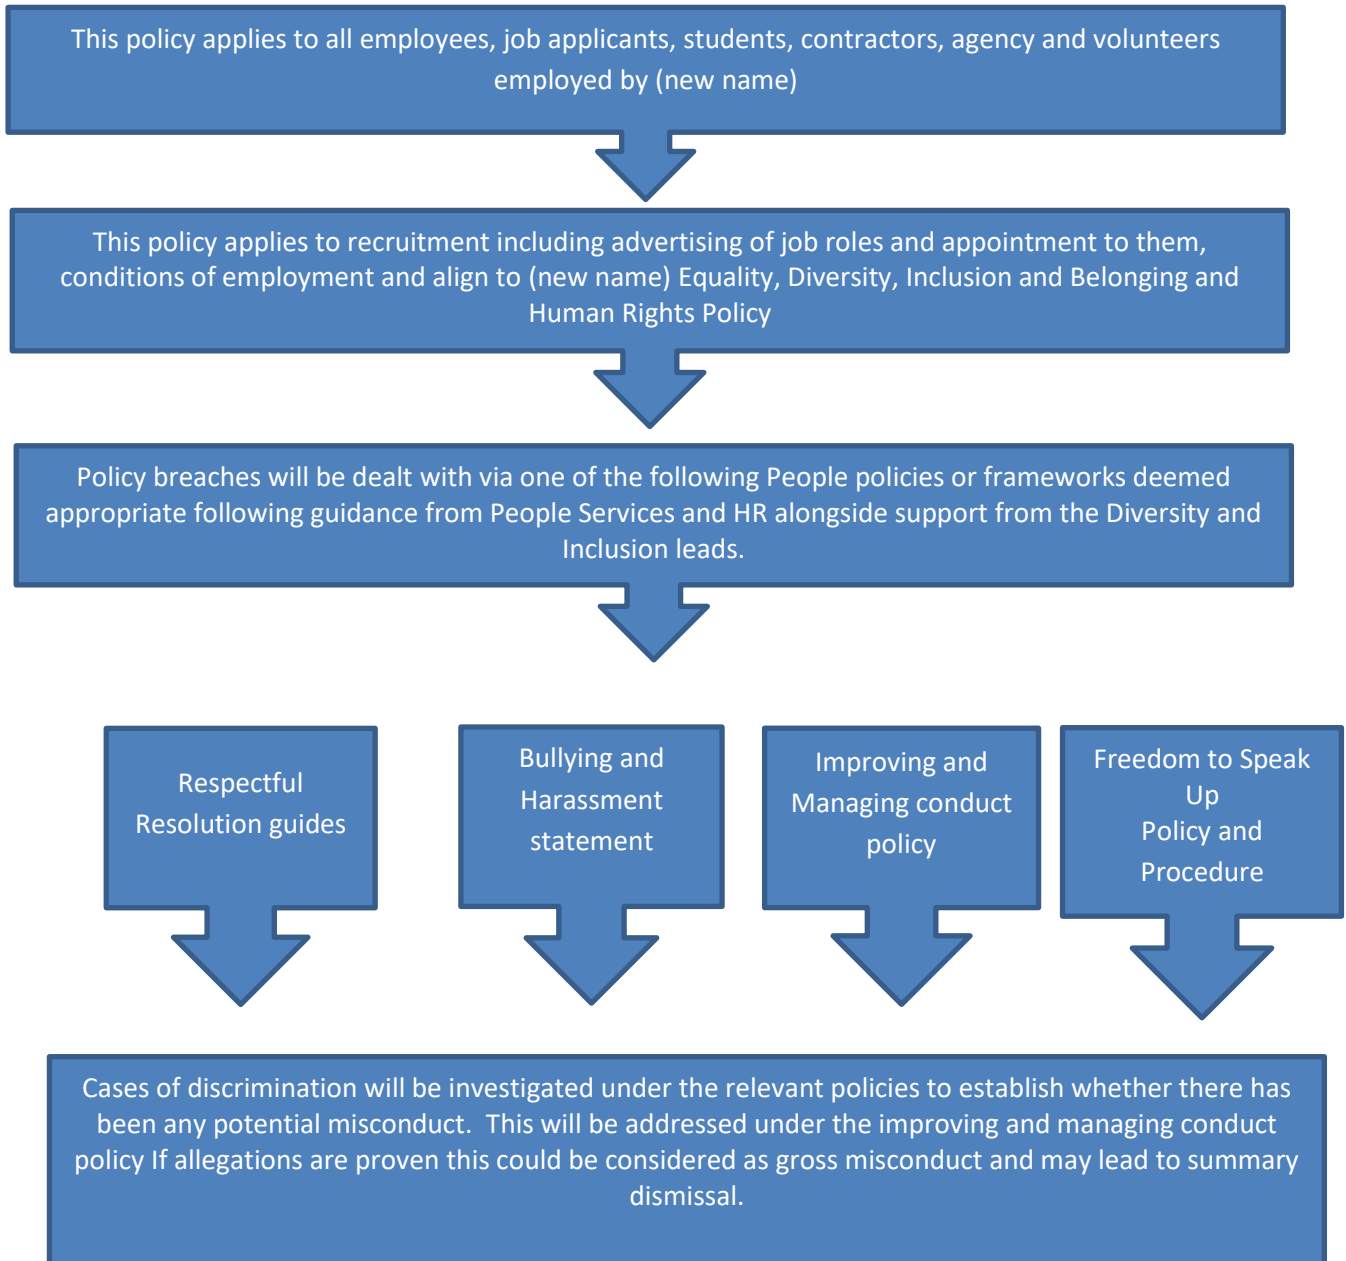 This policy applies to all employees, job applicants, students, contractors, agency and volunteers
employed by (new name)
This policy applies to recruitment including advertising of job roles and appointment to them,
conditions of employment and align to (new name) Equality, Diversity, Inclusion and Belonging and
Human Rights Policy
Policy breaches will be dealt with via one of the following People policies or frameworks deemed
appropriate following guidance from People Services and HR alongside support from the Diversity and
Inclusion leads.
Respectful
Resolution guides
Bullying and
Harassment
statement
Improving and
Managing conduct
policy
Freedom to Speak
Up
Policy and
Procedure
Cases of discrimination will be investigated under the relevant policies to establish whether there has
been any potential misconduct.  This will be addressed under the improving and managing conduct
policy If allegations are proven this could be considered as gross misconduct and may lead to summary
dismissal.